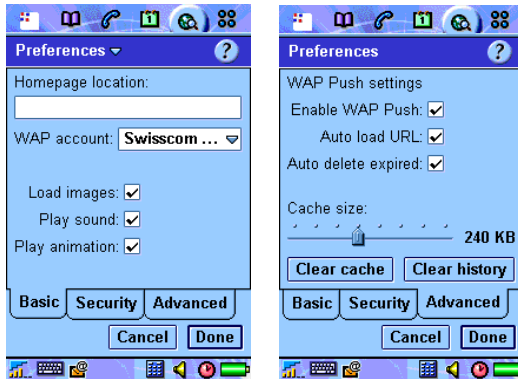 Preferences
?
Homepage location:
WAP account: Swisscom ...
Load images:
Play sound:
Play animation:
Basic Security Advanced
Cancel Done
Preferences
?
WAP Push settings
Enable WAP Push:
Auto load URL:
Auto delete expired:
Cache size:
240 KB
Clear cache Clear history
Basic Security Advanced
Cancel Done